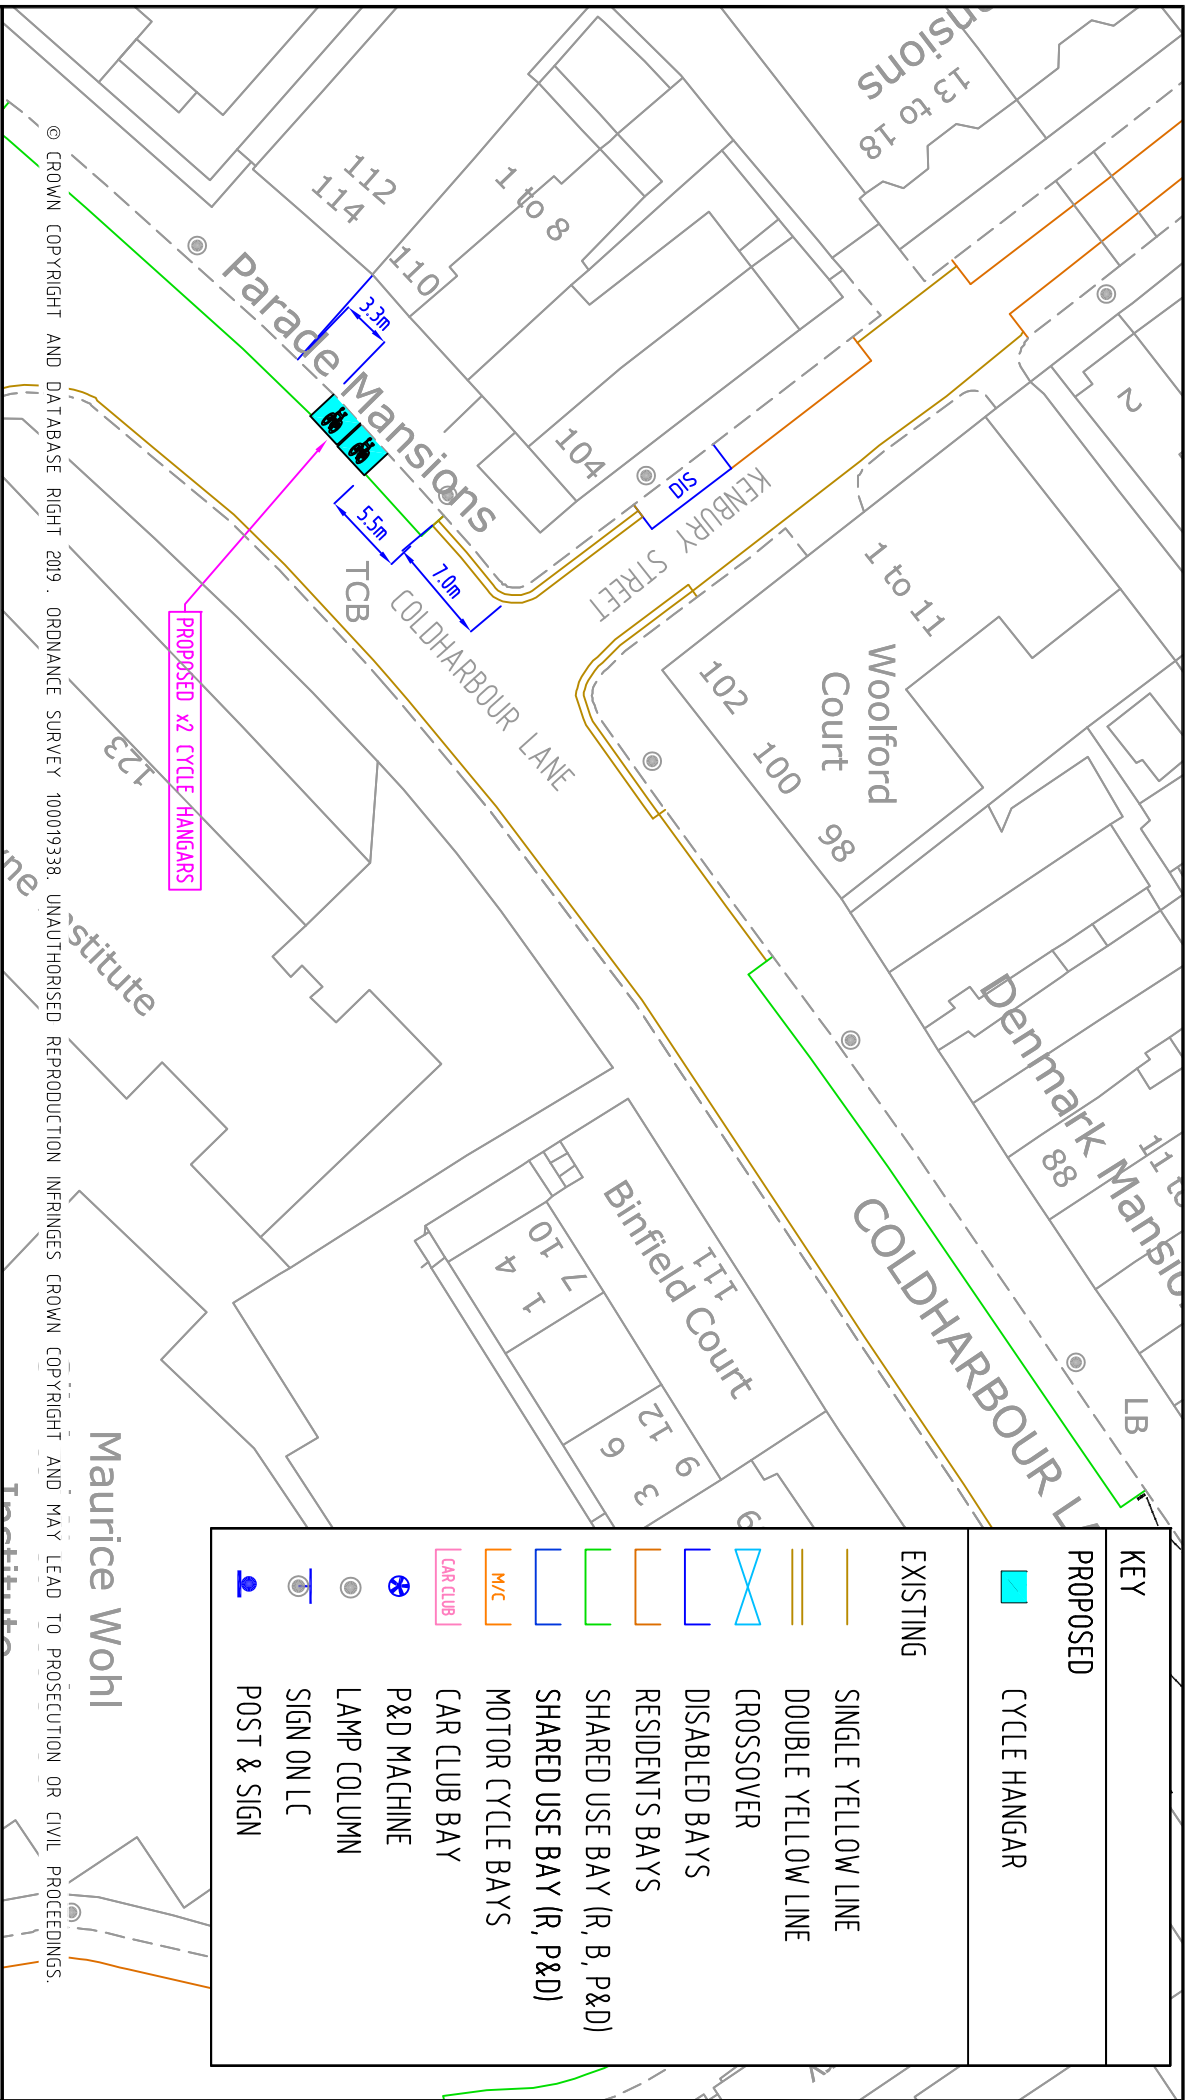 KEY
PROPOSED
CYCLE HANGAR
EXISTING
SINGLE YELLOW LINE
DOUBLE YELLOW LINE
CROSSOVER
DISABLED BAYS
RESIDENTS BAYS
SHARED USE BAY (R, B, P&D)
SHARED USE BAY (R, P&D)
M/C
MOTOR CYCLE BAYS
CAR CLUB
CAR CLUB BAY
P&D MACHINE
LAMP COLUMN
SIGN ON LC
POST & SIGN
13 to 18
2
1 to 8
112
114
110
104
Parade Mansions
3.3m
5.5m
7.0m
DIS
KENBURY STREET
TCB
COLDHARBOUR LANE
PROPOSED x2 CYCLE HANGARS
123
1 to 11
Woolford
Court
102
100
98
Denmark
88
LB
COLDHARBOUR
111
Binfield Court
10
7
4
1
12
9
6
3
stitute
Maurice Wohl
Institute
© CROWN COPYRIGHT AND DATABASE RIGHT 2019. ORDNANCE SURVEY 100019338. UNAUTHORISED REPRODUCTION INFRINGES CROWN COPYRIGHT AND MAY LEAD TO PROSECUTION OR CIVIL PROCEEDINGS.